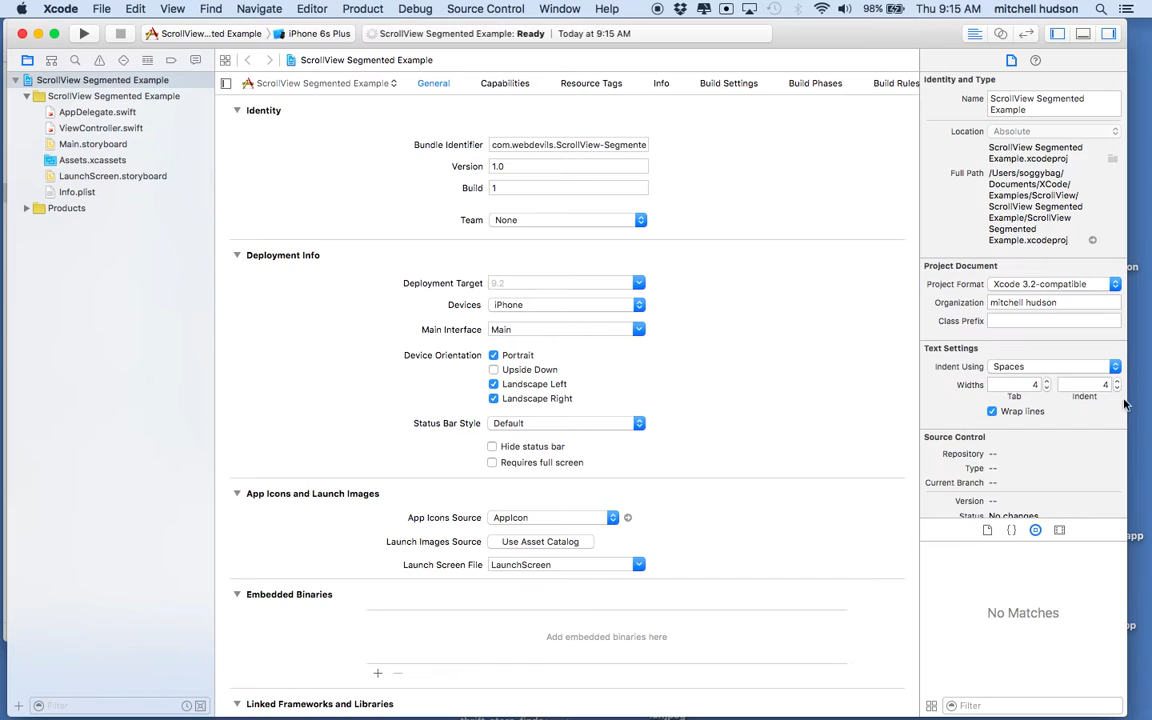 Xcode File Edit View Find Navigate Editor Product Debug Source Control Window Help 98% Thu 9:15 AM mitchell hudson
ScrollView...ted Example iPhone 6s Plus ScrollView Segmented Example: Ready Today at 9:15 AM
ScrollView Segmented Example
ScrollView Segmented Example
AppDelegate.swift
ViewController.swift
Main.storyboard
Assets.xcassets
LaunchScreen.storyboard
Info.plist
Products
Filter
ScrollView Segmented Example
ScrollView Segmented Example General Capabilities Resource Tags Info Build Settings Build Phases Build Rules
Identity
Bundle Identifier com.webdevils.ScrollView-Segmente
Version 1.0
Build 1
Team None
Deployment Info
Deployment Target 9.2
Devices iPhone
Main Interface Main
Device Orientation Portrait
Upside Down
Landscape Left
Landscape Right
Status Bar Style Default
Hide status bar
Requires full screen
App Icons and Launch Images
App Icons Source AppIcon
Launch Images Source Use Asset Catalog
Launch Screen File LaunchScreen
Embedded Binaries
Add embedded binaries here
Linked Frameworks and Libraries
Identity and Type
Name ScrollView Segmented
Example
Location Absolute
ScrollView Segmented
Example.xcodeproj
Full Path /Users/soggybag/
Documents/XCode/
Examples/ScrollView/
ScrollView Segmented
Example/ScrollView
Segmented
Example.xcodeproj
Project Document
Project Format Xcode 3.2-compatible
Organization mitchell hudson
Class Prefix
Text Settings
Indent Using Spaces
Widths 4 4
Tab Indent
Wrap lines
Source Control
Repository --
Type --
Current Branch --
Version --
Status No changes
No Matches
Filter
on
app
op